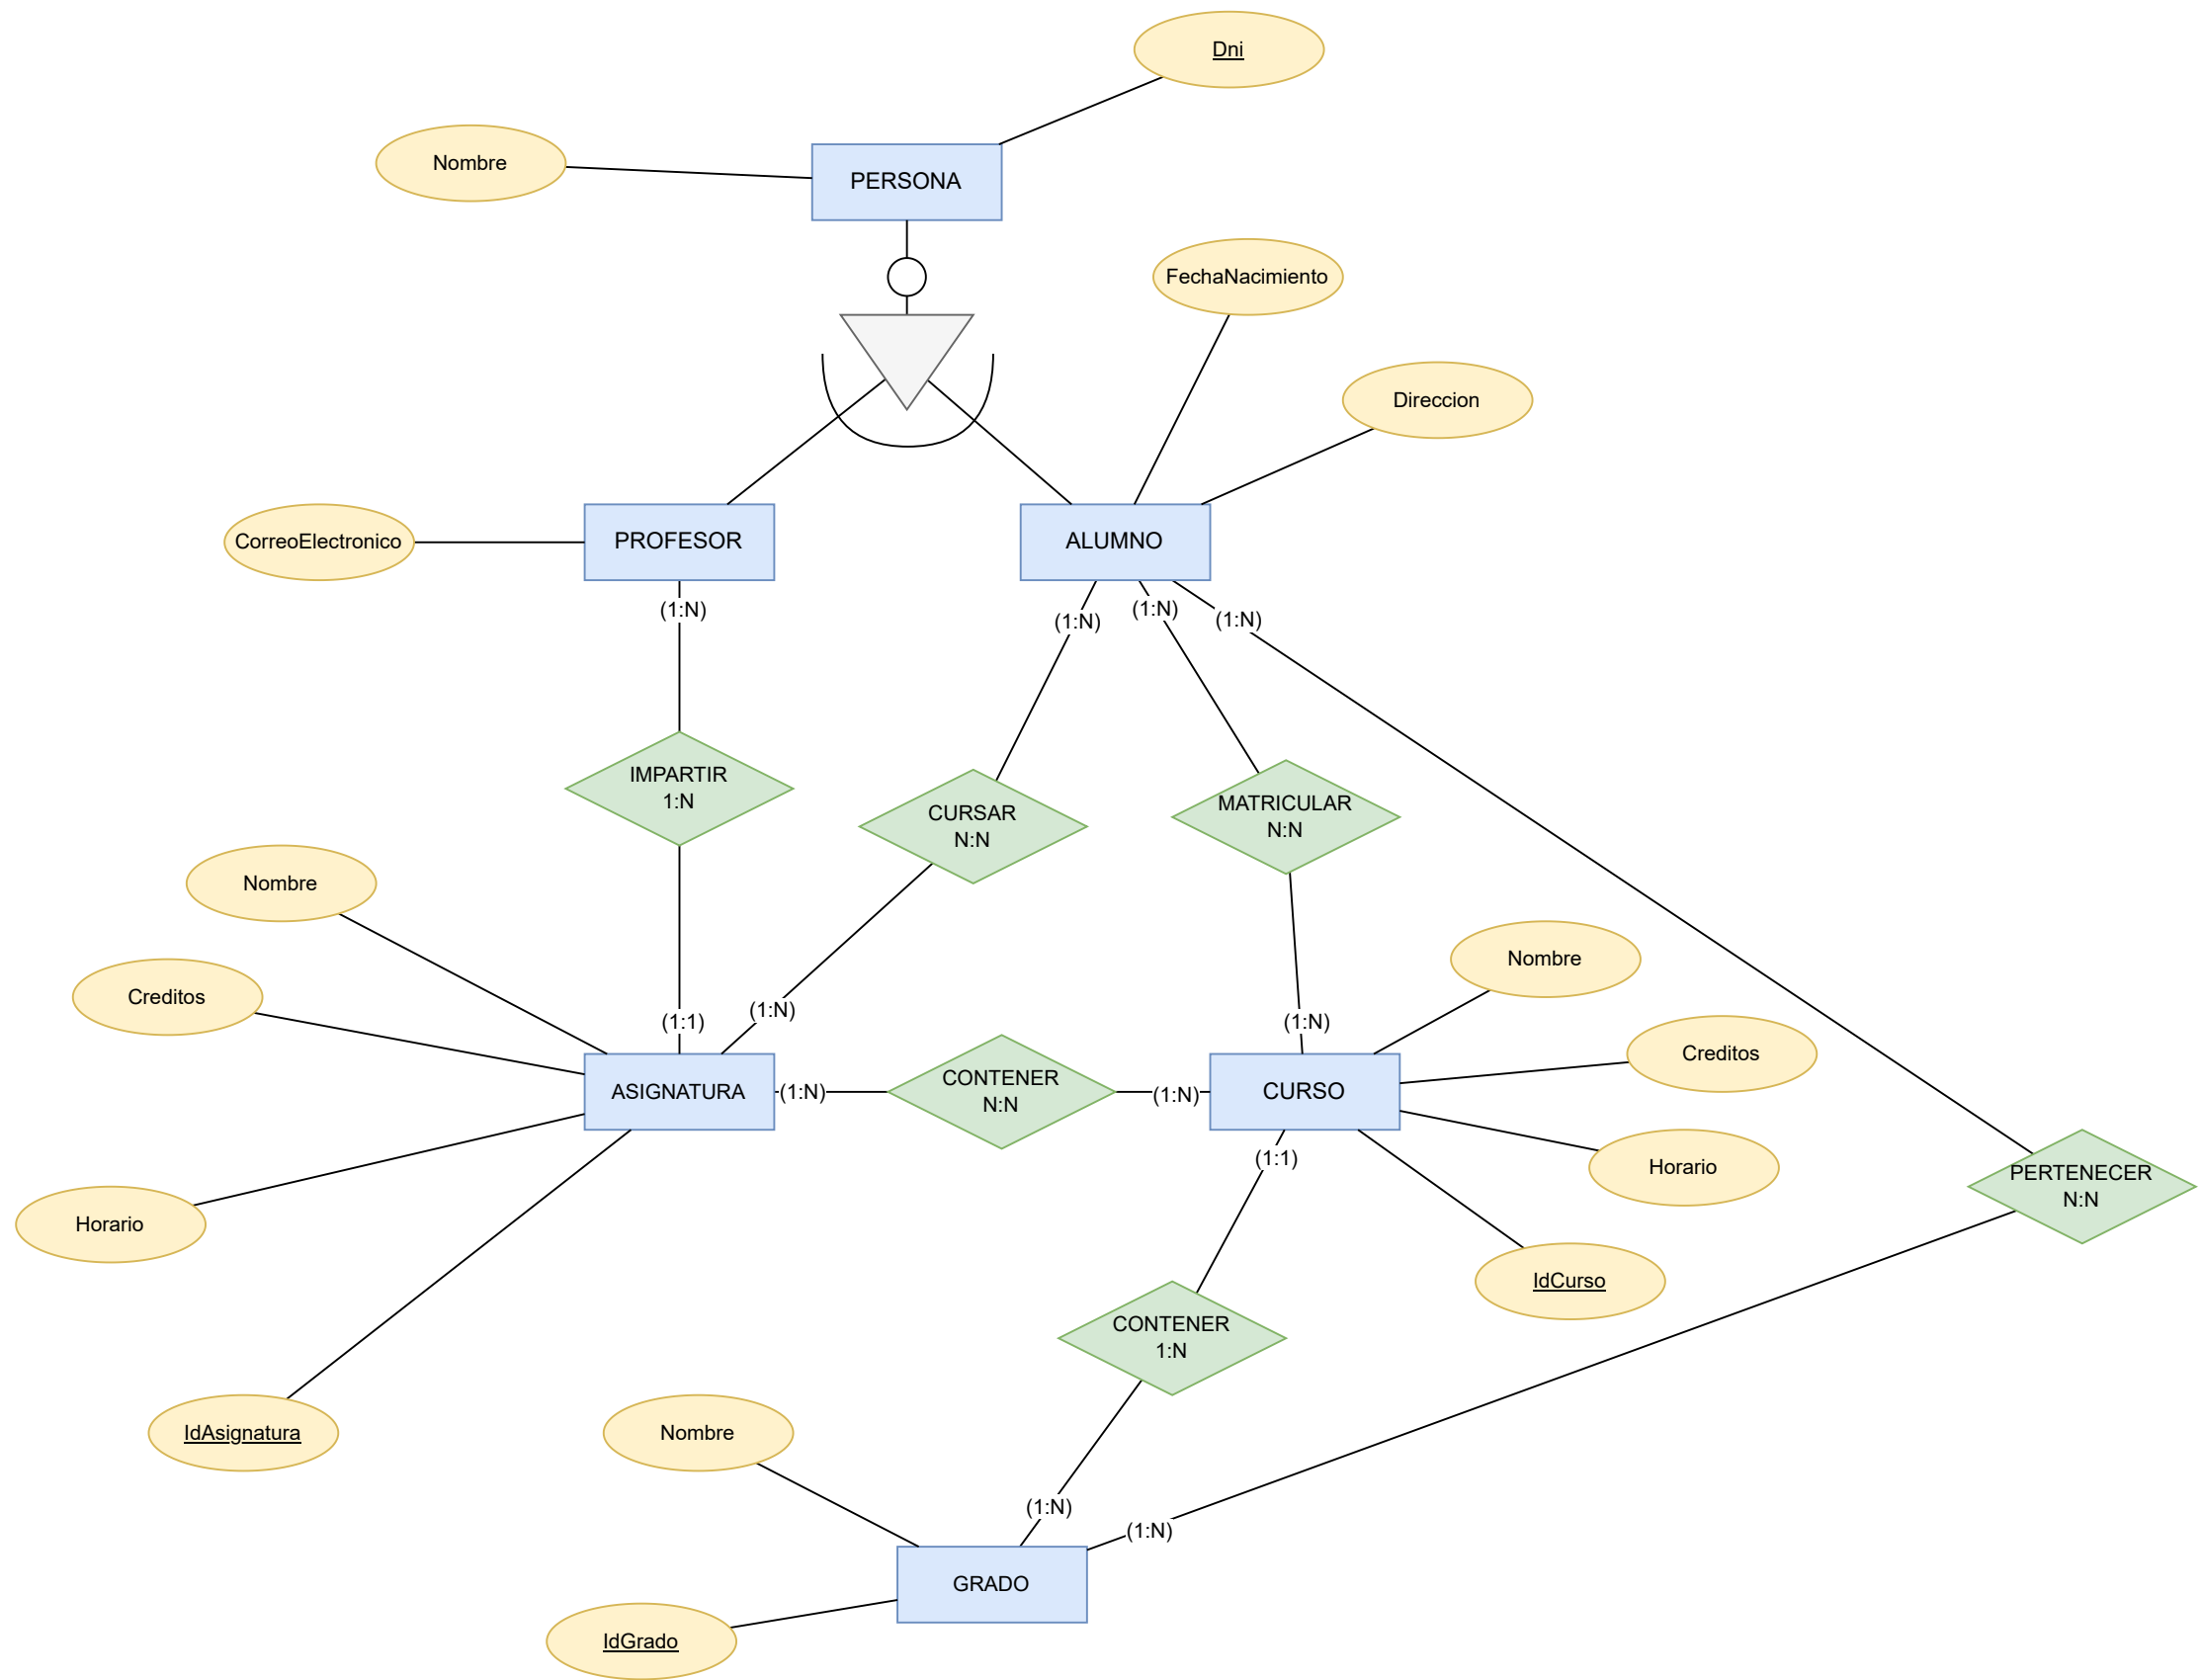 Dni
Nombre
PERSONA
FechaNacimiento
Direccion
CorreoElectronico
PROFESOR
ALUMNO
(1:N)
(1:N)
(1:N)
(1:N)
IMPARTIR
1:N
CURSAR
N:N
MATRICULAR
N:N
Nombre
Nombre
Creditos
(1:1)
(1:N)
(1:N)
Creditos
ASIGNATURA
(1:N)
CONTENER
N:N
(1:N)
CURSO
(1:1)
Horario
PERTENECER
N:N
Horario
IdCurso
CONTENER
1:N
IdAsignatura
Nombre
(1:N)
(1:N)
GRADO
IdGrado